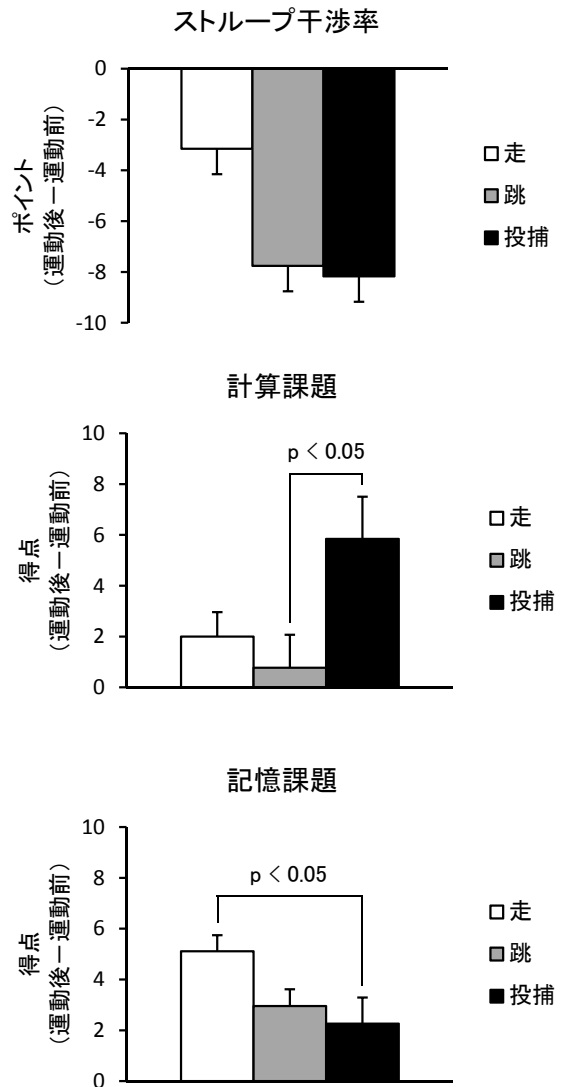 ストループ干渉率
0
-2
-4
-6
-8
-10
ポイント
(運動後－運動前)
走
跳
投捕
計算課題
10
8
6
4
2
0
得点
(運動後－運動前)
p < 0.05
走
跳
投捕
記憶課題
10
8
6
4
2
0
得点
(運動後－運動前)
p < 0.05
走
跳
投捕